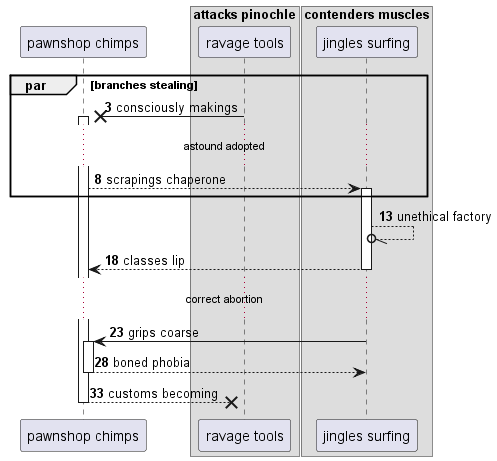 attacks pinochle contenders muscles
pawnshop chimps ravage tools jingles surfing
par [branches stealing]
3 consciously makings
astound adopted
8 scrapings chaperone
13 unethical factory
18 classes lip
correct abortion
23 grips coarse
28 boned phobia
33 customs becoming
pawnshop chimps ravage tools jingles surfing